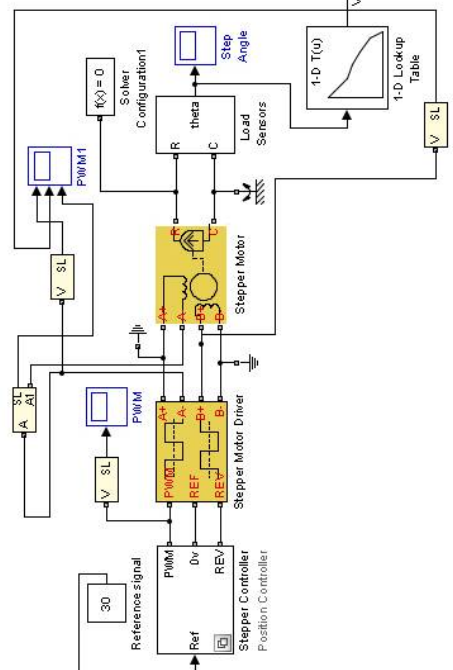 30
Reference signal
Ref
PWM
0v
REV
Stepper Controller
Position Controller
V SL
PWM
PWM
REF
REV
A+
A-
B+
B-
Stepper Motor Driver
A
SL
A1
V SL
PWM1
A+
A-
B+
B-
R
C
Stepper Motor
f(x) = 0
Solver
Configuration1
R
C
theta
Load
Sensors
Step
Angle
1-D T(u)
1-D Lookup
Table
V SL